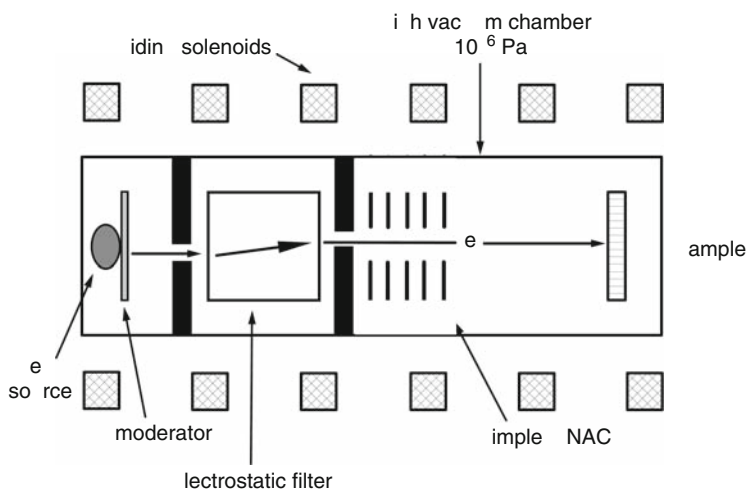 i h vac m chamber
10 6 Pa
idin solenoids
e
ample
e
so rce
moderator
imple NAC
lectrostatic filter